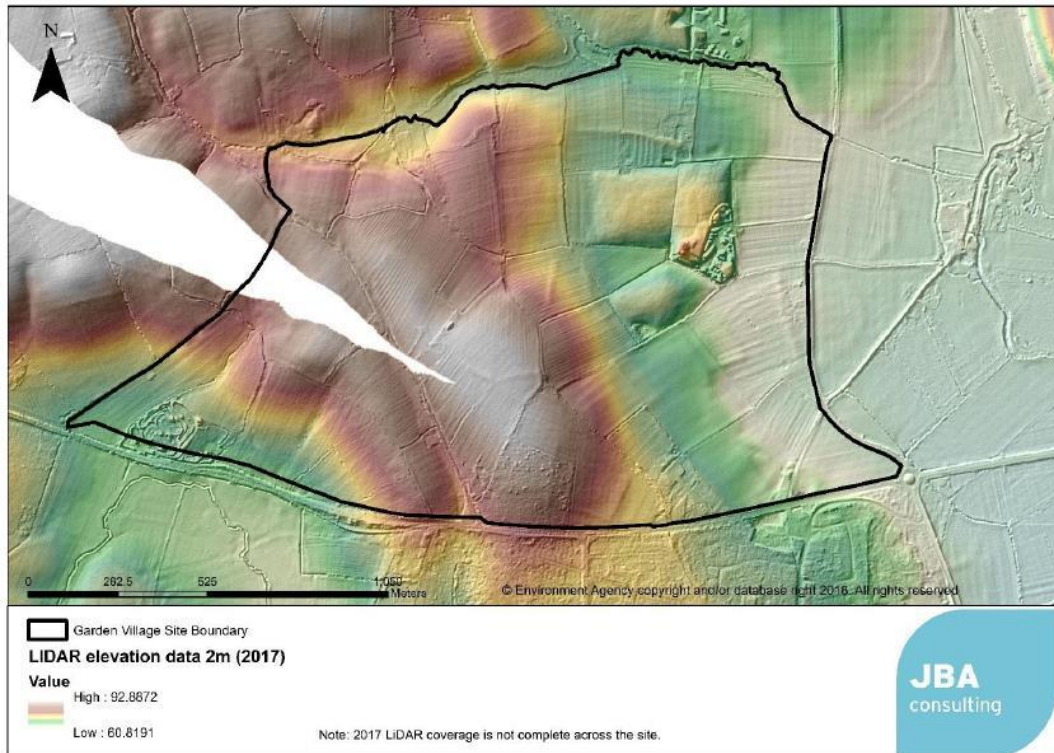 N
0 262.5 525 1,050
Meters
© Environment Agency copyright and/or database right 2016. All rights reserved
Garden Village Site Boundary
LIDAR elevation data 2m (2017)
Value
High : 92.8872
Low : 60.8191
Note: 2017 LiDAR coverage is not complete across the site.
JBA
consulting